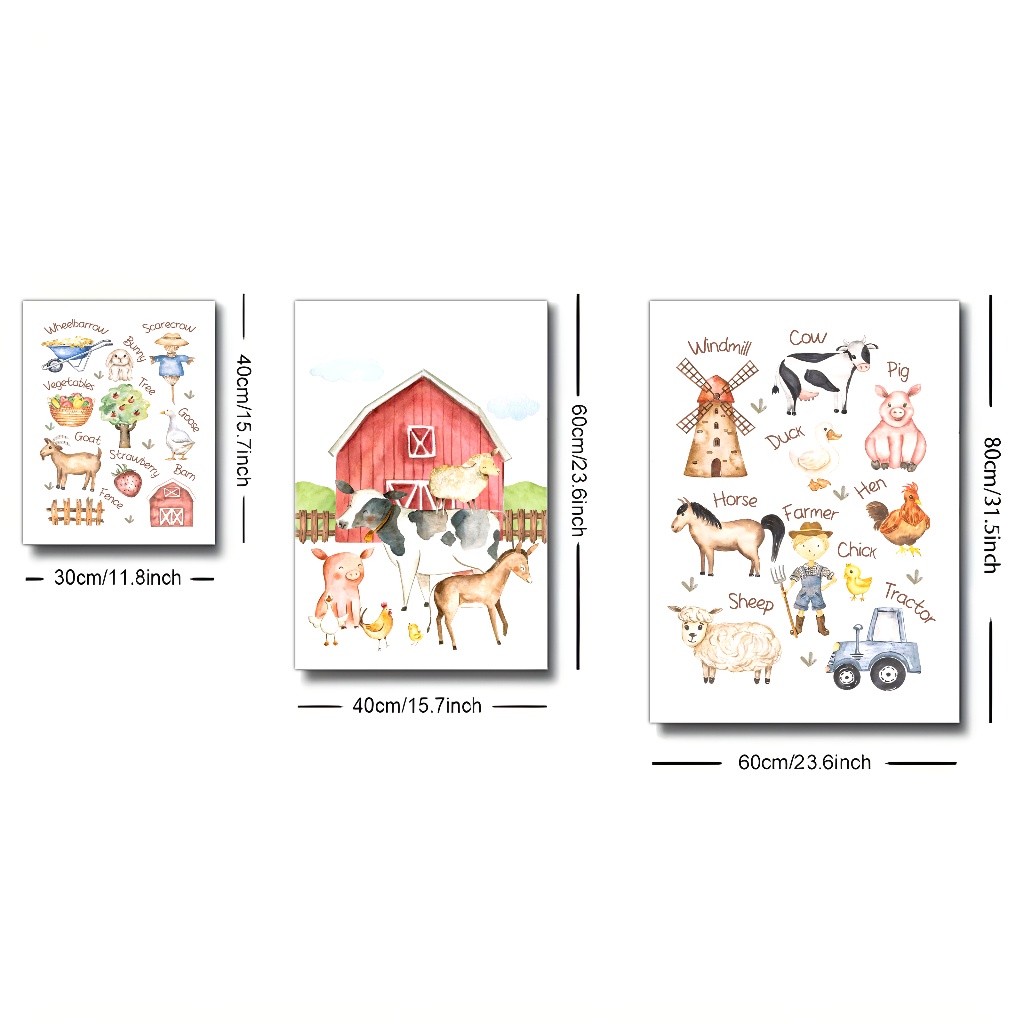 Wheelbarrow
Scarecrow
Bunny
Vegetables
Tree
Goose
Goat
Strawberry
Barn
Fence
40cm/15.7inch
30cm/11.8inch
60cm/23.6inch
40cm/15.7inch
Windmill
Cow
Pig
Duck
Hen
Horse
Farmer
Chick
Sheep
Tractor
80cm/31.5inch
60cm/23.6inch